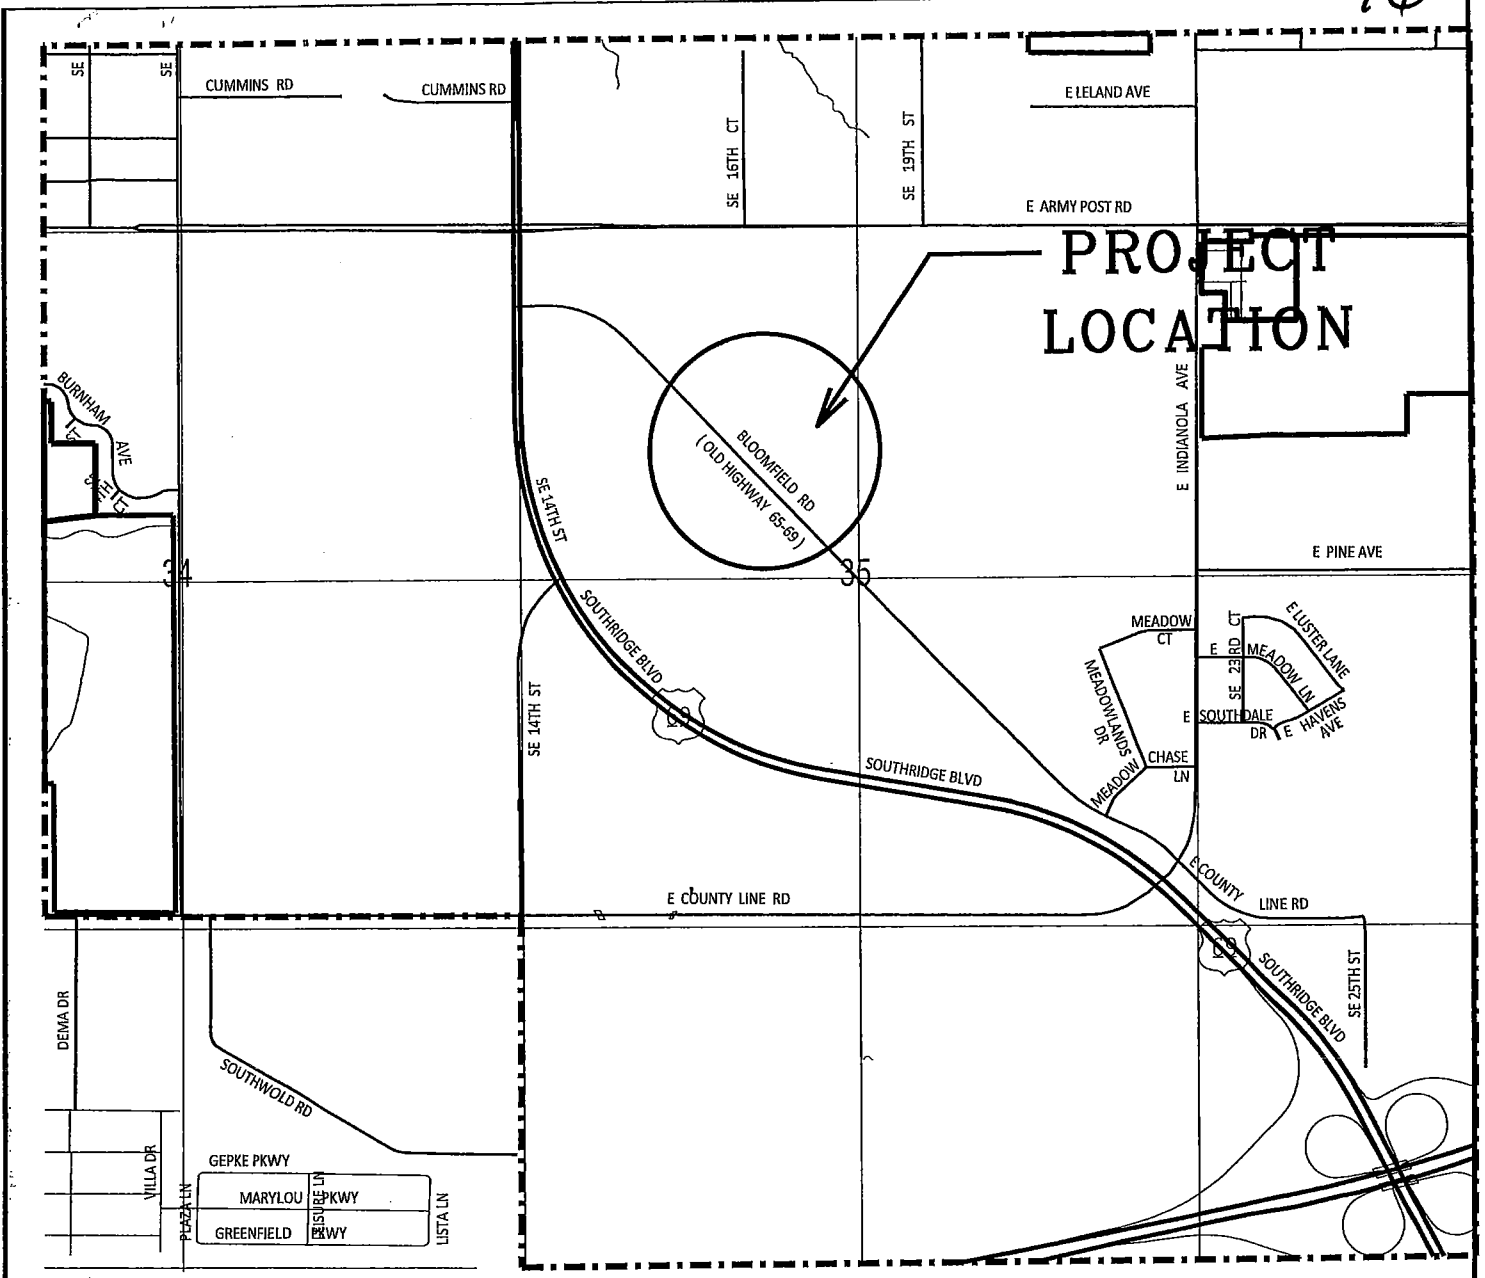 SE
SE
CUMMINS RD
CUMMINS RD
E LELAND AVE
SE 16TH CT
SE 19TH ST
E ARMY POST RD
PROJECT
LOCATION
BURNHAM
AVE
CT
CT
E INDIANOLA AVE
BLOOMFIELD RD
( OLD HIGHWAY 65-69 )
SE 14TH ST
E PINE AVE
34
35
SOUTHRIDGE BLVD
MEADOW
CT
SE 23RD CT
E LUSTER LANE
E MEADOW LN
MEADOWLANDS
DR
SE 14TH ST
69
E SOUTHDALE
DR
E HAVENS
AVE
SOUTHRIDGE BLVD
CHASE
LN
MEADOW
E COUNTY
LINE RD
E COUNTY LINE RD
69
SOUTHRIDGE BLVD
SE 25TH ST
DEMA DR
SOUTHWOLD RD
VILLA DR
GEPKE PKWY
PLAZA LN
MARYLOU PKWY
LEISURE LN
GREENFIELD PKWY
LISTA LN